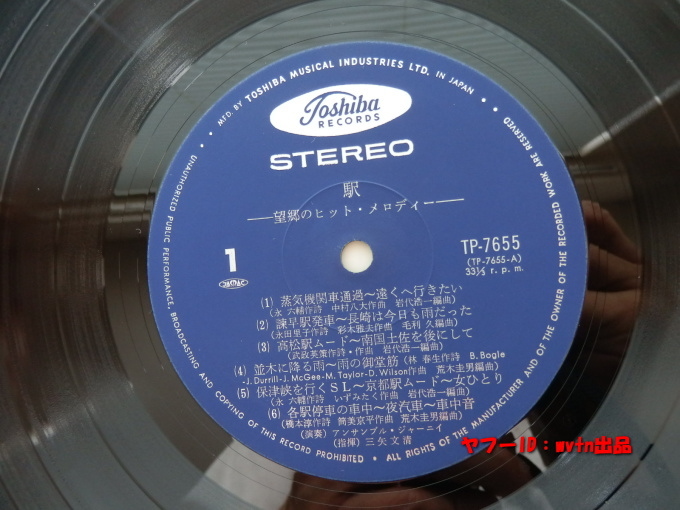 MFD. BY TOSHIBA MUSICAL INDUSTRIES LTD. IN JAPAN
Toshiba
RECORDS
STEREO
駅
——望郷のヒット・メロディー——
1
JASRAC
TP-7655
(TP-7655-A)
33⅓ r.p.m.
(1) 蒸気機関車通過～遠くへ行きたい
(永 六輔作詩 中村八大作曲 岩代浩一編曲)
(2) 諫早駅発車～長崎は今日も雨だった
(永田里子作詩 彩木雅夫作曲 毛利 久編曲)
(3) 高松駅ムード～南国土佐を後にして
(武政英策作詩・作曲 岩代浩一編曲)
(4) 並木に降る雨～雨の御堂筋 (林 春生作詩 B.Bogle
-J.Durrill-J.McGee-M.Taylor-D.Wilson作曲 荒木圭男編曲)
(5) 保津峡を行くＳＬ～京都駅ムード～女ひとり
(永 六輔作詩 いずみたく作曲 岩代浩一編曲)
(6) 各駅停車の車中～夜汽車～車中音
(橋本淳作詩 筒美京平作曲 荒木圭男編曲)
(演奏) アンサンブル・ジャーニイ
(指揮) 三矢文清
UNAUTHORIZED PUBLIC PERFORMANCE, BROADCASTING AND COPYING OF THIS RECORD PROHIBITED • ALL RIGHTS OF THE MANUFACTURER AND OF THE OWNER OF THE RECORDED WORK ARE RESERVED
ヤフーID：mvtn出品